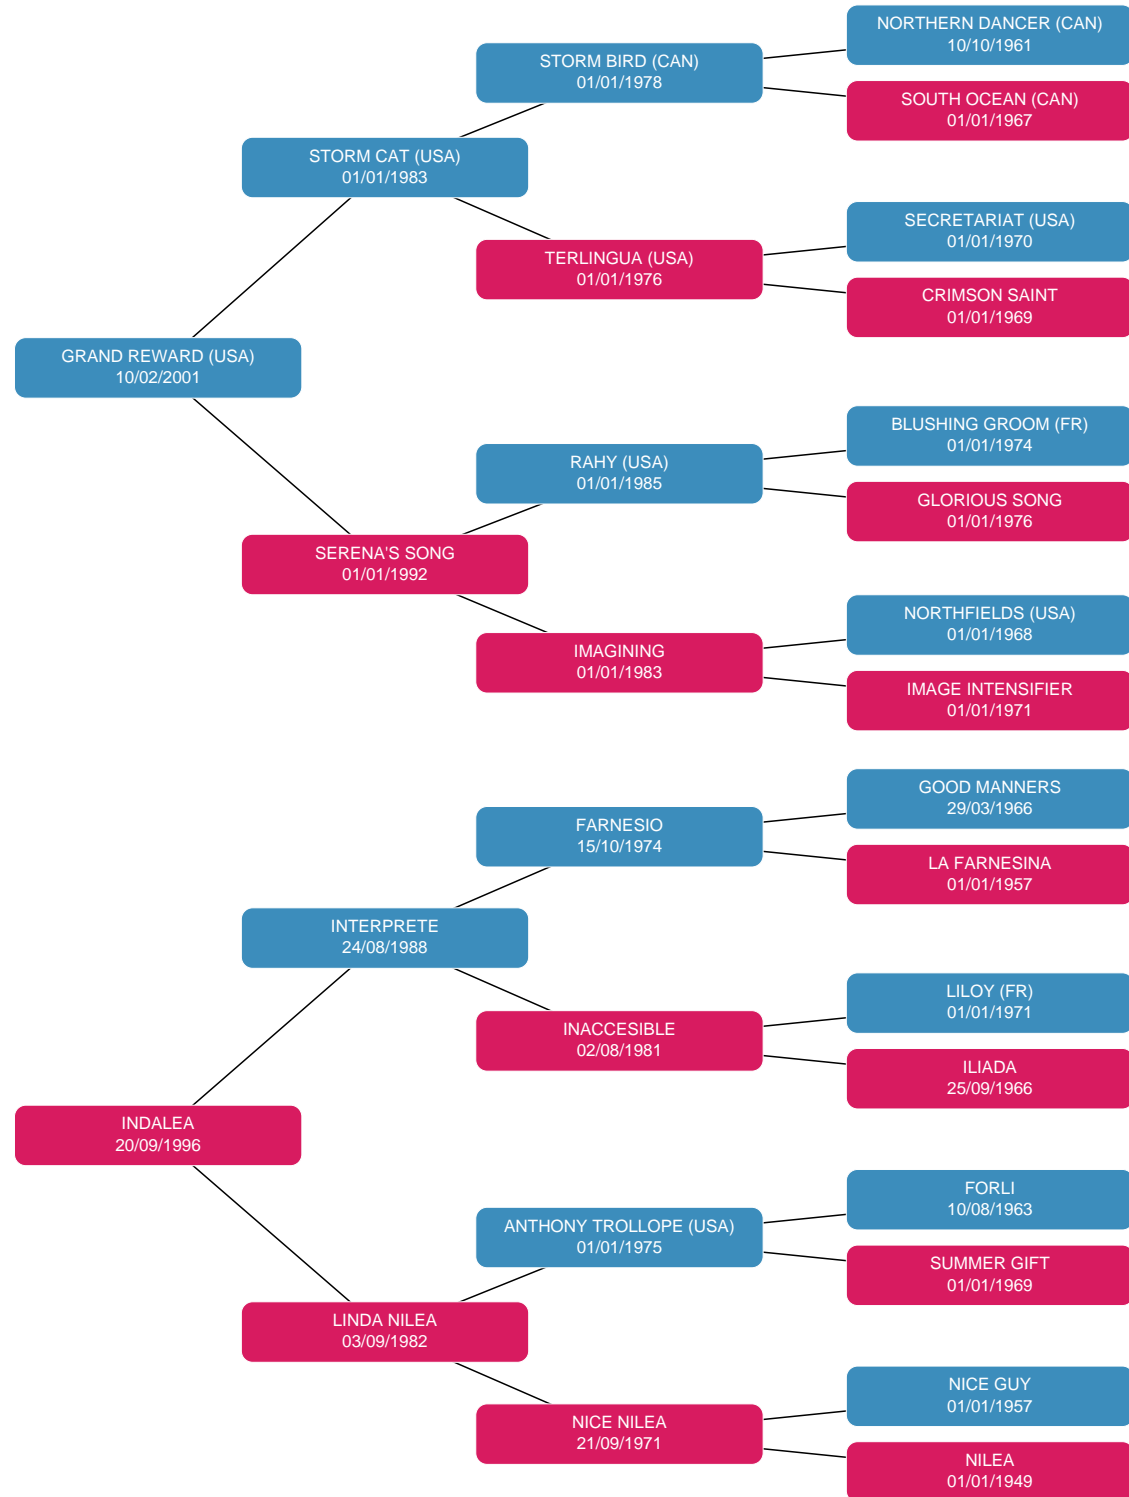 NORTHERN DANCER (CAN)
10/10/1961
STORM BIRD (CAN)
01/01/1978
SOUTH OCEAN (CAN)
01/01/1967
STORM CAT (USA)
01/01/1983
SECRETARIAT (USA)
01/01/1970
TERLINGUA (USA)
01/01/1976
CRIMSON SAINT
01/01/1969
GRAND REWARD (USA)
10/02/2001
BLUSHING GROOM (FR)
01/01/1974
RAHY (USA)
01/01/1985
GLORIOUS SONG
01/01/1976
SERENA'S SONG
01/01/1992
NORTHFIELDS (USA)
01/01/1968
IMAGINING
01/01/1983
IMAGE INTENSIFIER
01/01/1971
GOOD MANNERS
29/03/1966
FARNESIO
15/10/1974
LA FARNESINA
01/01/1957
INTERPRETE
24/08/1988
LILOY (FR)
01/01/1971
INACCESIBLE
02/08/1981
ILIADA
25/09/1966
INDALEA
20/09/1996
FORLI
10/08/1963
ANTHONY TROLLOPE (USA)
01/01/1975
SUMMER GIFT
01/01/1969
LINDA NILEA
03/09/1982
NICE GUY
01/01/1957
NICE NILEA
21/09/1971
NILEA
01/01/1949